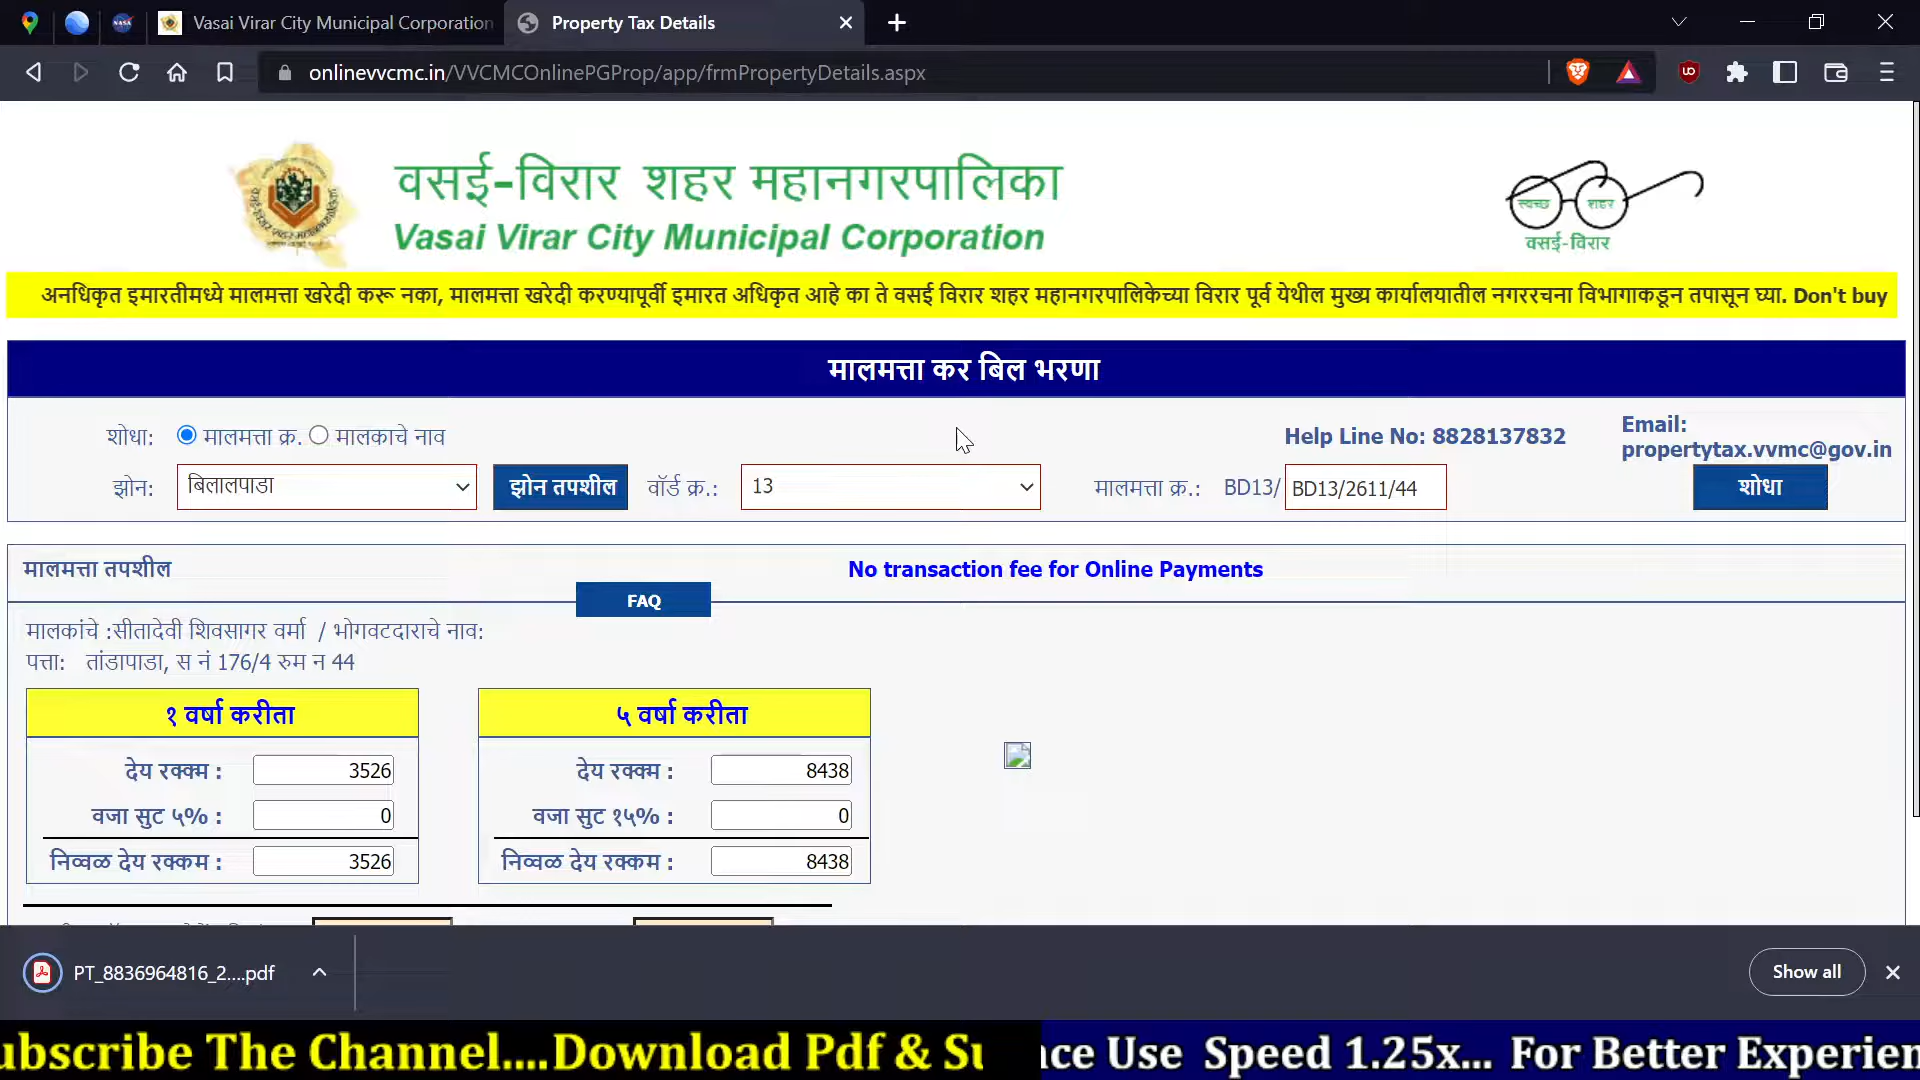 Vasai Virar City Municipal Corporation
Property Tax Details
onlinevvcmc.in/VVCMCOnlinePGProp/app/frmPropertyDetails.aspx
वसई-विरार शहर महानगरपालिका
Vasai Virar City Municipal Corporation
स्वच्छ शहर
वसई-विरार
अनधिकृत इमारतीमध्ये मालमत्ता खरेदी करू नका, मालमत्ता खरेदी करण्यापूर्वी इमारत अधिकृत आहे का ते वसई विरार शहर महानगरपालिकेच्या विरार पूर्व येथील मुख्य कार्यालयातील नगररचना विभागाकडून तपासून घ्या. Don't buy
मालमत्ता कर बिल भरणा
शोधा: मालमत्ता क्र. मालकाचे नाव
Help Line No: 8828137832
Email:
propertytax.vvmc@gov.in
झोन: बिलालपाडा झोन तपशील वॉर्ड क्र.: 13 मालमत्ता क्र.: BD13/ BD13/2611/44 शोधा
मालमत्ता तपशील
No transaction fee for Online Payments
FAQ
मालकांचे :सीतादेवी शिवसागर वर्मा / भोगवटदाराचे नाव:
पत्ता: तांडापाडा, स नं 176/4 रुम न 44
१ वर्षा करीता
देय रक्कम : 3526
वजा सुट ५% : 0
निव्वळ देय रक्कम : 3526
५ वर्षा करीता
देय रक्कम : 8438
वजा सुट १५% : 0
निव्वळ देय रक्कम : 8438
PT_8836964816_2....pdf
Show all
ubscribe The Channel....Download Pdf & Su
nce Use Speed 1.25x... For Better Experien